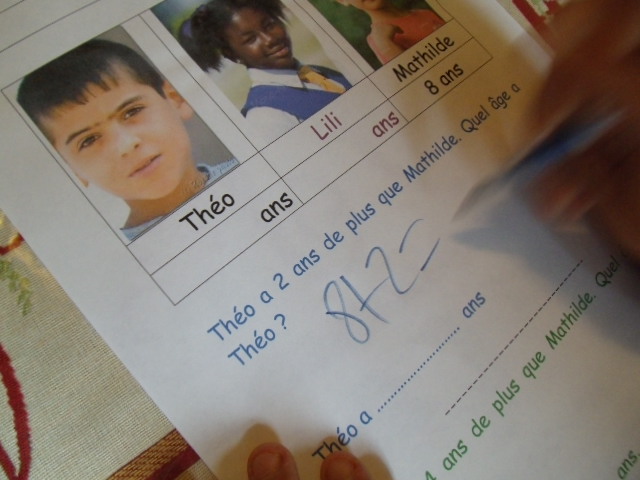 Théo
Lili
Mathilde
ans
ans
8 ans
Théo a 2 ans de plus que Mathilde. Quel âge a
Théo ?
8+2=
Théo a .................... ans
ans de plus que Mathilde. Quel
ans.